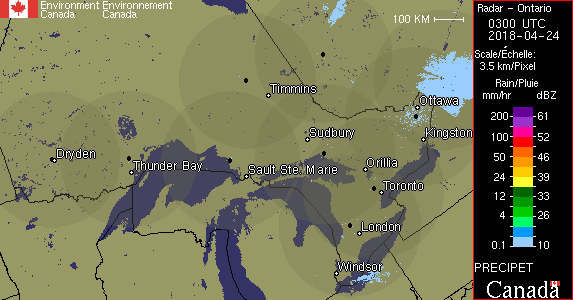 Environment Environnement
Canada Canada
100 KM
Timmins
Ottawa
Sudbury
Kingston
Dryden
Thunder Bay
Sault Ste. Marie
Orillia
Toronto
London
Windsor
Radar - Ontario
0300 UTC
2018-04-24
Scale/Échelle:
3.5 km/Pixel
Rain/Pluie
mm/hr dBZ
200 61
100 52
50 46
24 39
12 33
4 26
0.1 10
PRECIPET
Canada